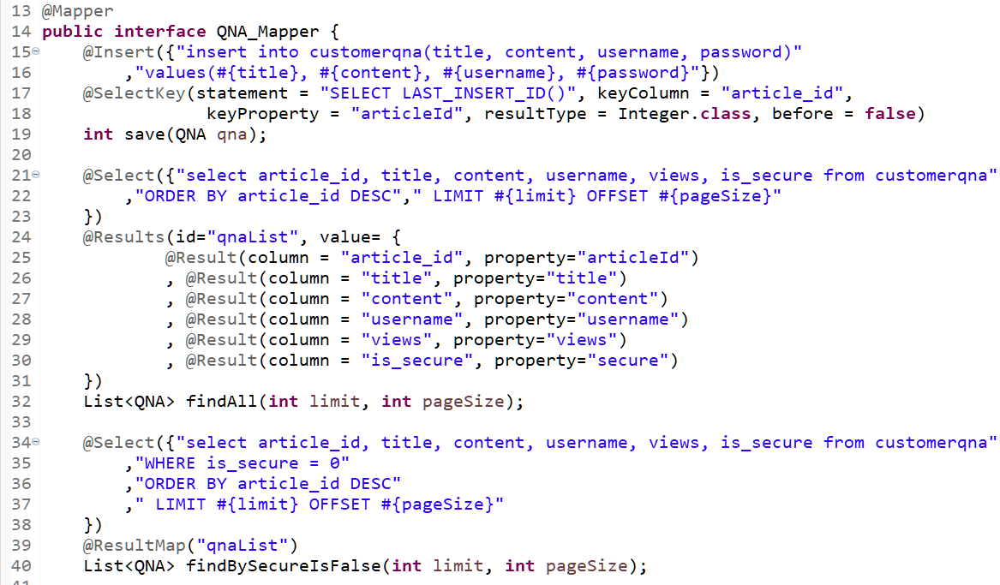 13 @Mapper
14 public interface QNA_Mapper {
15 @Insert({"insert into customerqna(title, content, username, password)"
16 ,"values(#{title}, #{content}, #{username}, #{password}"})
17 @SelectKey(statement = "SELECT LAST_INSERT_ID()", keyColumn = "article_id",
18 keyProperty = "articleId", resultType = Integer.class, before = false)
19 int save(QNA qna);
20
21 @Select({"select article_id, title, content, username, views, is_secure from customerqna"
22 ,"ORDER BY article_id DESC"," LIMIT #{limit} OFFSET #{pageSize}"
23 })
24 @Results(id="qnaList", value= {
25 @Result(column = "article_id", property="articleId")
26 , @Result(column = "title", property="title")
27 , @Result(column = "content", property="content")
28 , @Result(column = "username", property="username")
29 , @Result(column = "views", property="views")
30 , @Result(column = "is_secure", property="secure")
31 })
32 List<QNA> findAll(int limit, int pageSize);
33
34 @Select({"select article_id, title, content, username, views, is_secure from customerqna"
35 ,"WHERE is_secure = 0"
36 ,"ORDER BY article_id DESC"
37 ," LIMIT #{limit} OFFSET #{pageSize}"
38 })
39 @ResultMap("qnaList")
40 List<QNA> findBySecureIsFalse(int limit, int pageSize);
41